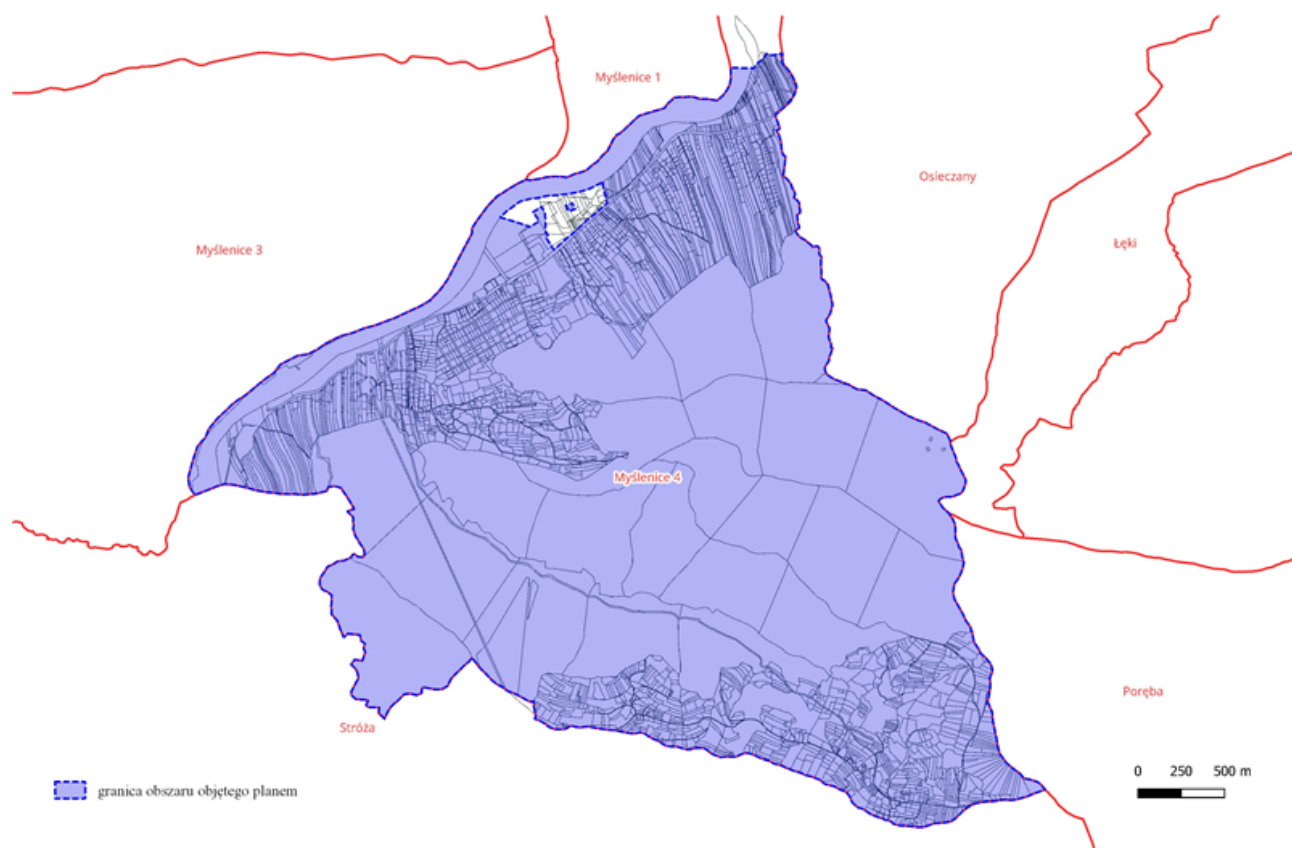 Myślenice 1
Osieczany
Myślenice 3
Łęki
Myślenice 4
Poręba
Stróża
0 250 500 m
granica obszaru objętego planem